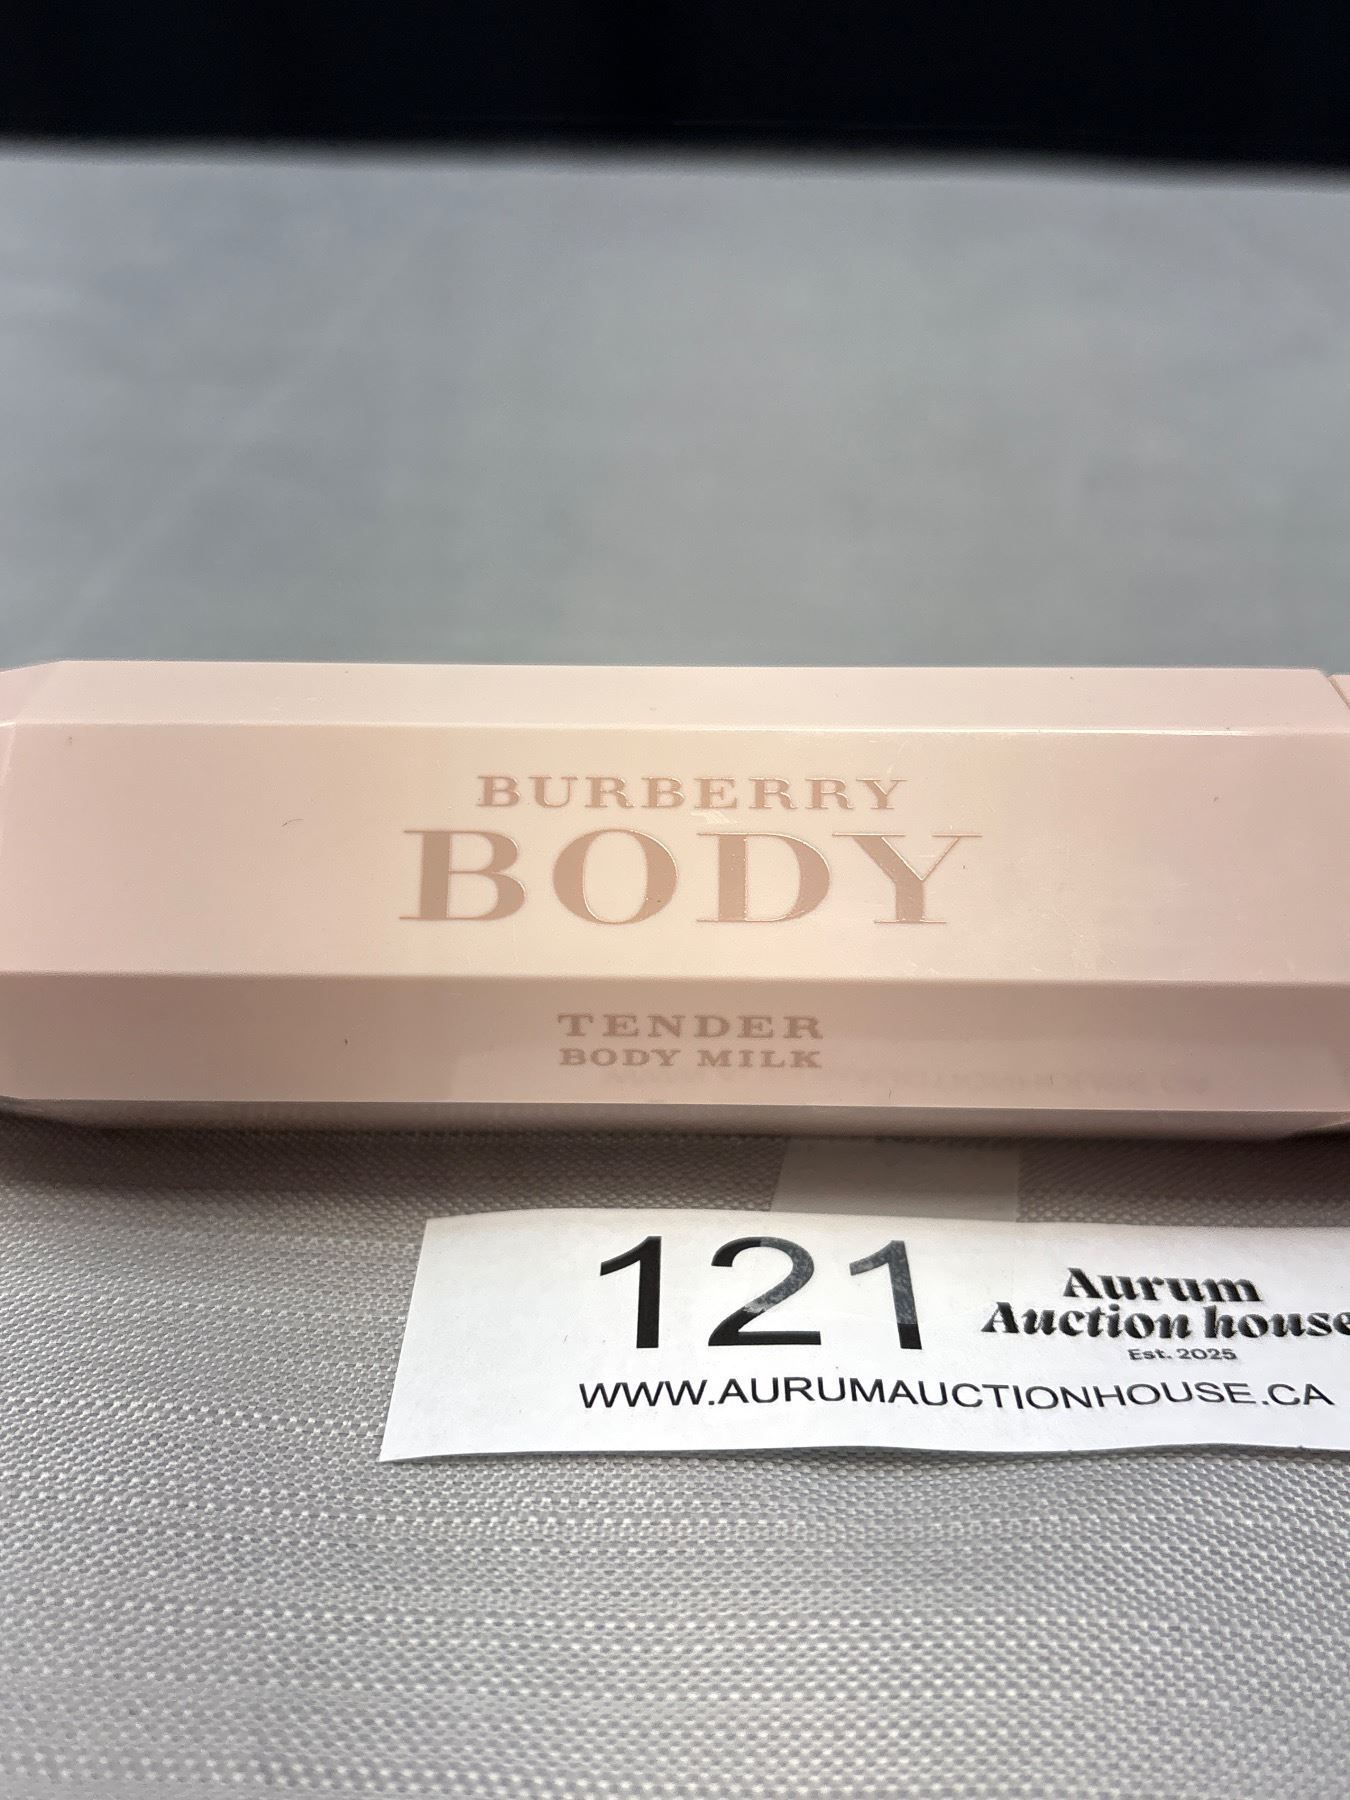 BURBERRY
BODY
TENDER
BODY MILK
121
Aurum
Auction house
Est. 2025
WWW.AURUMAUCTIONHOUSE.CA